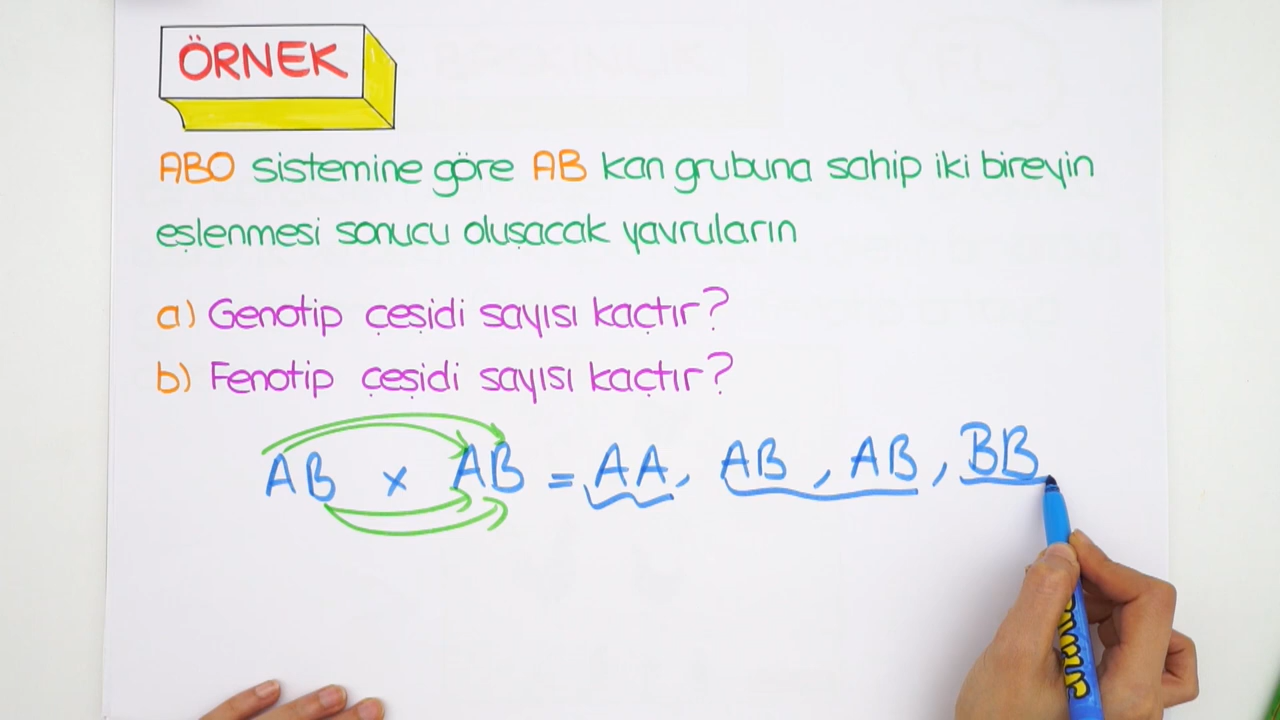 ÖRNEK
ABO sistemine göre AB kan grubuna sahip iki bireyin
eşlenmesi sonucu oluşacak yavruların
a) Genotip çeşidi sayısı kaçtır?
b) Fenotip çeşidi sayısı kaçtır?
AB x AB = AA, AB, AB, BB